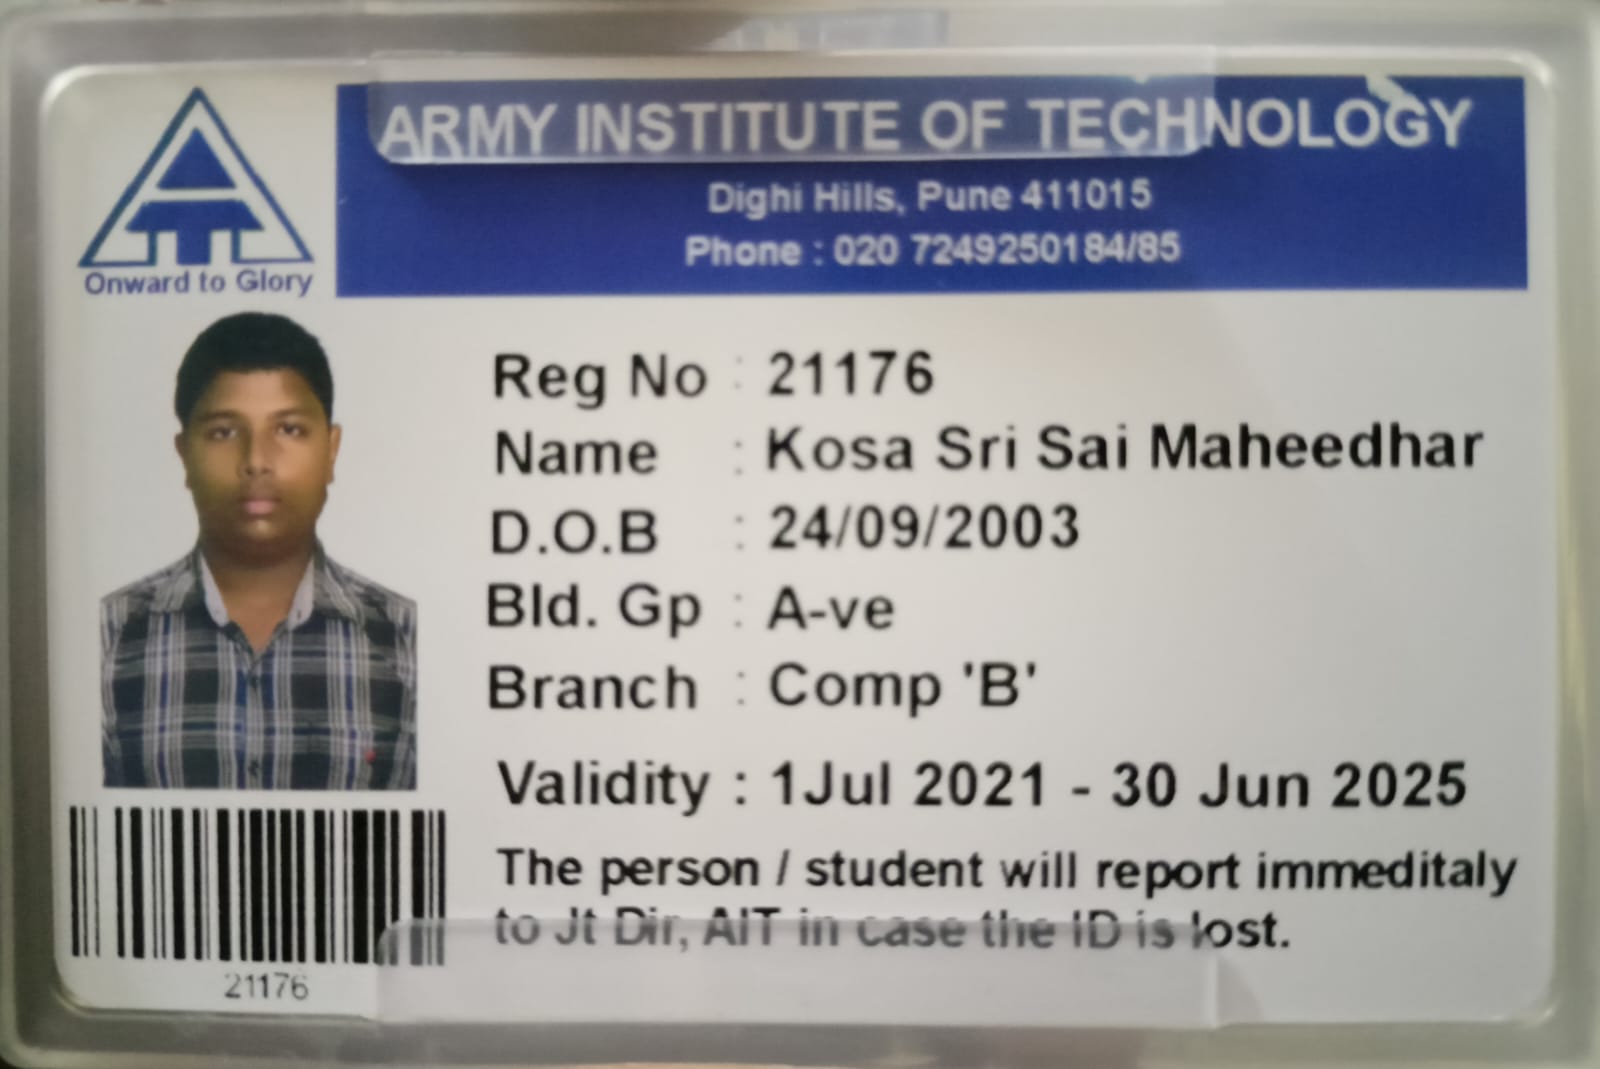 ARMY INSTITUTE OF TECHNOLOGY
Dighi Hills, Pune 411015
Phone : 020 7249250184/85
AIT
Onward to Glory
Reg No : 21176
Name : Kosa Sri Sai Maheedhar
D.O.B : 24/09/2003
Bld. Gp : A-ve
Branch : Comp 'B'
Validity : 1Jul 2021 - 30 Jun 2025
The person / student will report immeditaly
to Jt Dir, AIT in case the ID is lost.
21176